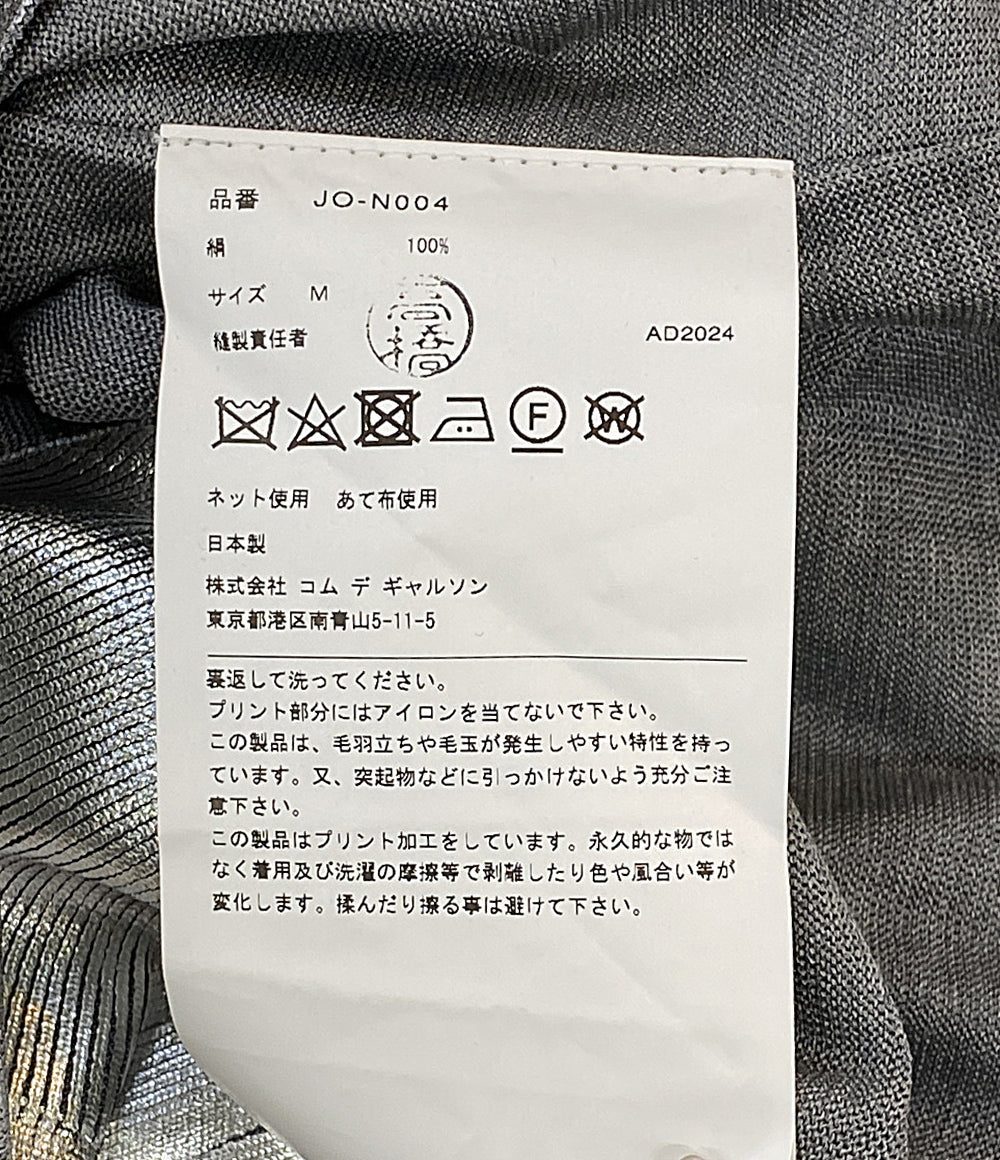 品番 JO-N004
絹 100%
サイズ M
高橋
縫製責任者 AD2024
F
W
ネット使用 あて布使用
日本製
株式会社 コム デ ギャルソン
東京都港区南青山5-11-5
裏返して洗ってください。
プリント部分にはアイロンを当てないで下さい。
この製品は、毛羽立ちや毛玉が発生しやすい特性を持っ
ています。又、突起物などに引っかけないよう充分ご注
意下さい。
この製品はプリント加工をしています。永久的な物では
なく着用及び洗濯の摩擦等で剥離したり色や風合い等が
変化します。揉んだり擦る事は避けて下さい。